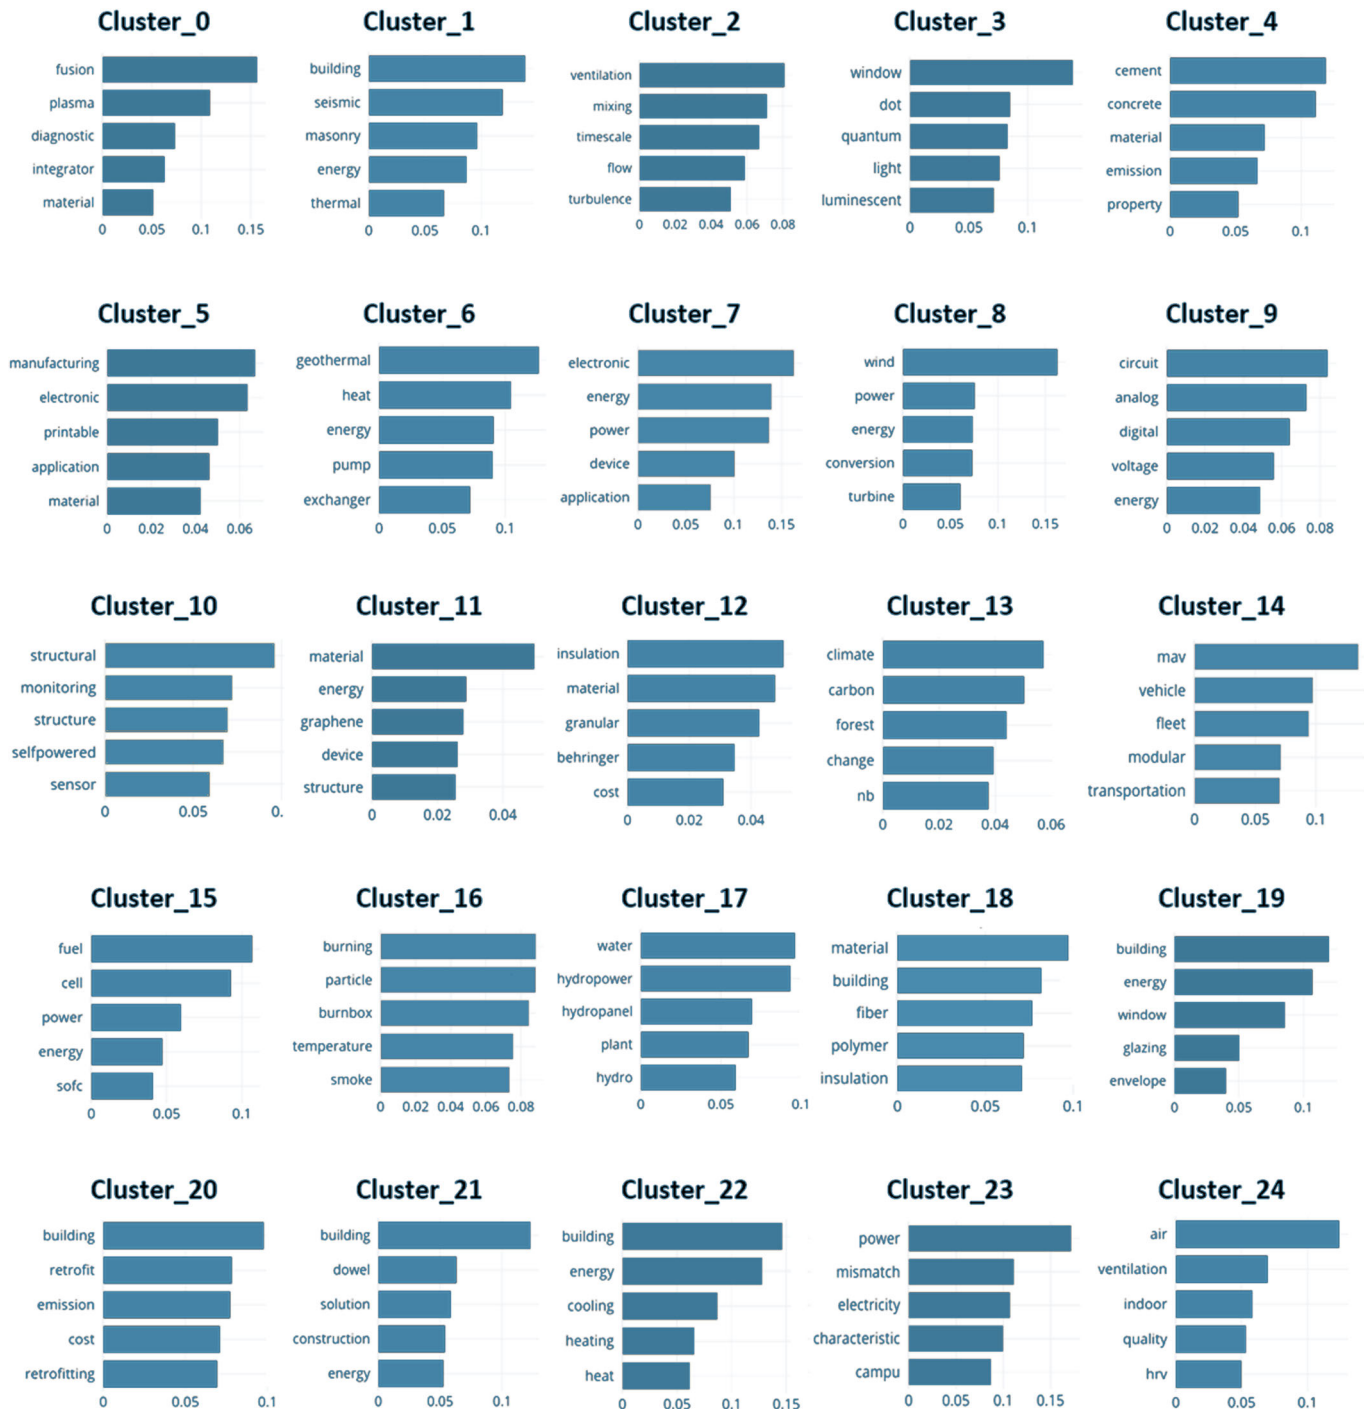 Cluster_0
fusion
plasma
diagnostic
integrator
material
0 0.05 0.1 0.15
Cluster_1
building
seismic
masonry
energy
thermal
0 0.05 0.1
Cluster_2
ventilation
mixing
timescale
flow
turbulence
0 0.02 0.04 0.06 0.08
Cluster_3
window
dot
quantum
light
luminescent
0 0.05 0.1
Cluster_4
cement
concrete
material
emission
property
0 0.05 0.1
Cluster_5
manufacturing
electronic
printable
application
material
0 0.02 0.04 0.06
Cluster_6
geothermal
heat
energy
pump
exchanger
0 0.1
Cluster_7
electronic
energy
power
device
application
0 0.05 0.1 0.15
Cluster_8
wind
power
energy
conversion
turbine
0 0.05 0.1 0.15
Cluster_9
circuit
analog
digital
voltage
energy
0 0.02 0.04 0.06 0.08
Cluster_10
structural
monitoring
structure
selfpowered
sensor
0 0.05 0.
Cluster_11
material
energy
graphene
device
structure
0 0.02 0.04
Cluster_12
insulation
material
granular
behringer
cost
0 0.02 0.04
Cluster_13
climate
carbon
forest
change
nb
0 0.02 0.04 0.06
Cluster_14
mav
vehicle
fleet
modular
transportation
0 0.05 0.1
Cluster_15
fuel
cell
power
energy
sofc
0 0.05 0.1
Cluster_16
burning
particle
burnbox
temperature
smoke
0 0.02 0.04 0.06 0.08
Cluster_17
water
hydropower
hydropanel
plant
hydro
0 0.05 0.1
Cluster_18
material
building
fiber
polymer
insulation
0 0.05 0.1
Cluster_19
building
energy
window
glazing
envelope
0 0.05 0.1
Cluster_20
building
retrofit
emission
cost
retrofitting
0 0.05 0.1
Cluster_21
building
dowel
solution
construction
energy
0 0.05 0.1
Cluster_22
building
energy
cooling
heating
heat
0 0.05 0.1 0.15
Cluster_23
power
mismatch
electricity
characteristic
campu
0 0.05 0.1 0.15
Cluster_24
air
ventilation
indoor
quality
hrv
0 0.05 0.1